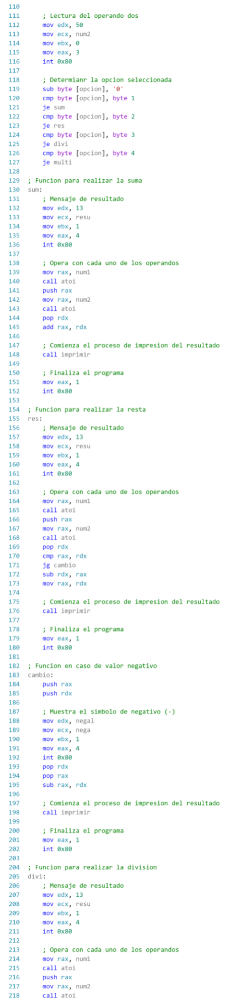 110
111 ; Lectura del operando dos
112 mov edx, 50
113 mov ecx, num2
114 mov ebx, 0
115 mov eax, 3
116 int 0x80
117
118 ; Determianr la opcion seleccionada
119 sub byte [opcion], '0'
120 cmp byte [opcion], byte 1
121 je sum
122 cmp byte [opcion], byte 2
123 je res
124 cmp byte [opcion], byte 3
125 je divi
126 cmp byte [opcion], byte 4
127 je multi
128
129 ; Funcion para realizar la suma
130 sum:
131 ; Mensaje de resultado
132 mov edx, 13
133 mov ecx, resu
134 mov ebx, 1
135 mov eax, 4
136 int 0x80
137
138 ; Opera con cada uno de los operandos
139 mov rax, num1
140 call atoi
141 push rax
142 mov rax, num2
143 call atoi
144 pop rdx
145 add rax, rdx
146
147 ; Comienza el proceso de impresion del resultado
148 call imprimir
149
150 ; Finaliza el programa
151 mov eax, 1
152 int 0x80
153
154 ; Funcion para realizar la resta
155 res:
156 ; Mensaje de resultado
157 mov edx, 13
158 mov ecx, resu
159 mov ebx, 1
160 mov eax, 4
161 int 0x80
162
163 ; Opera con cada uno de los operandos
164 mov rax, num1
165 call atoi
166 push rax
167 mov rax, num2
168 call atoi
169 pop rdx
170 cmp rax, rdx
171 jg cambio
172 sub rdx, rax
173 mov rax, rdx
174
175 ; Comienza el proceso de impresion del resultado
176 call imprimir
177
178 ; Finaliza el programa
179 mov eax, 1
180 int 0x80
181
182 ; Funcion en caso de valor negativo
183 cambio:
184 push rax
185 push rdx
186
187 ; Muestra el simbolo de negativo (-)
188 mov edx, negal
189 mov ecx, nega
190 mov ebx, 1
191 mov eax, 4
192 int 0x80
193 pop rdx
194 pop rax
195 sub rax, rdx
196
197 ; Comienza el proceso de impresion del resultado
198 call imprimir
199
200 ; Finaliza el programa
201 mov eax, 1
202 int 0x80
203
204 ; Funcion para realizar la division
205 divi:
206 ; Mensaje de resultado
207 mov edx, 13
208 mov ecx, resu
209 mov ebx, 1
210 mov eax, 4
211 int 0x80
212
213 ; Opera con cada uno de los operandos
214 mov rax, num1
215 call atoi
216 push rax
217 mov rax, num2
218 call atoi